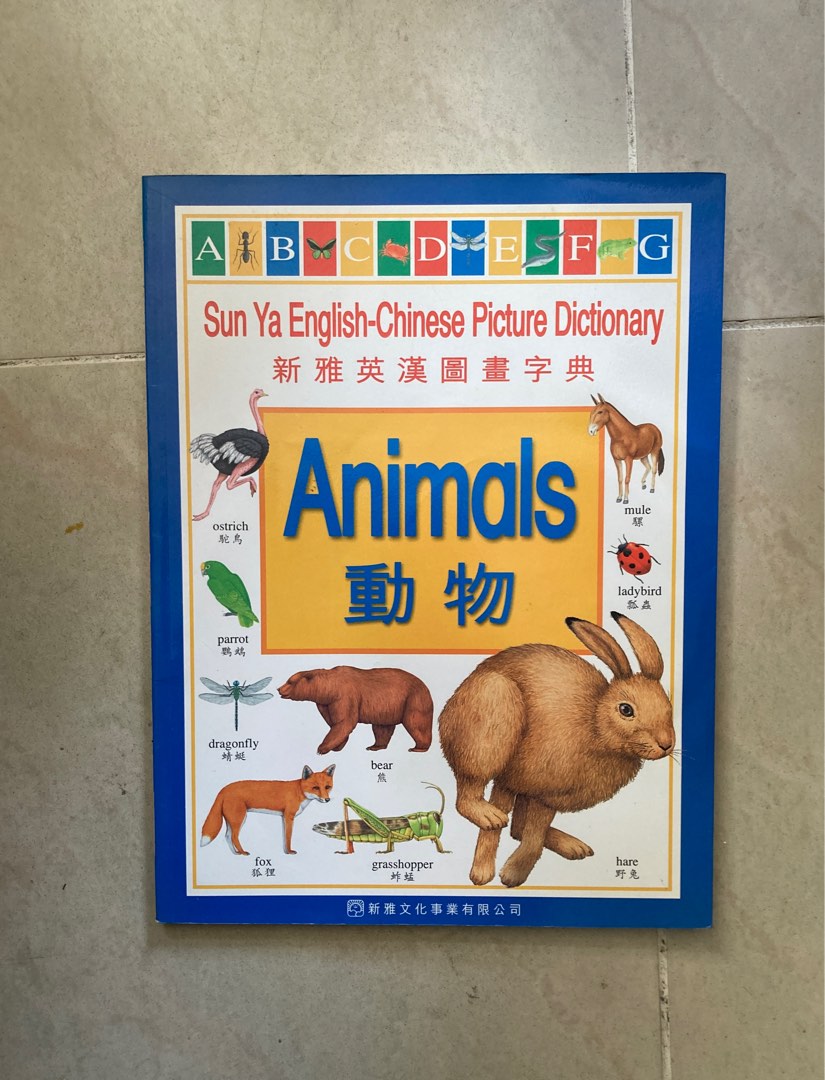 A B C D E F G
Sun Ya English-Chinese Picture Dictionary
新雅英漢圖畫字典
Animals
動物
ostrich
駝鳥
mule
騾
parrot
鸚鵡
ladybird
瓢蟲
dragonfly
蜻蜓
bear
熊
fox
狐狸
grasshopper
蚱蜢
hare
野兔
新雅文化事業有限公司